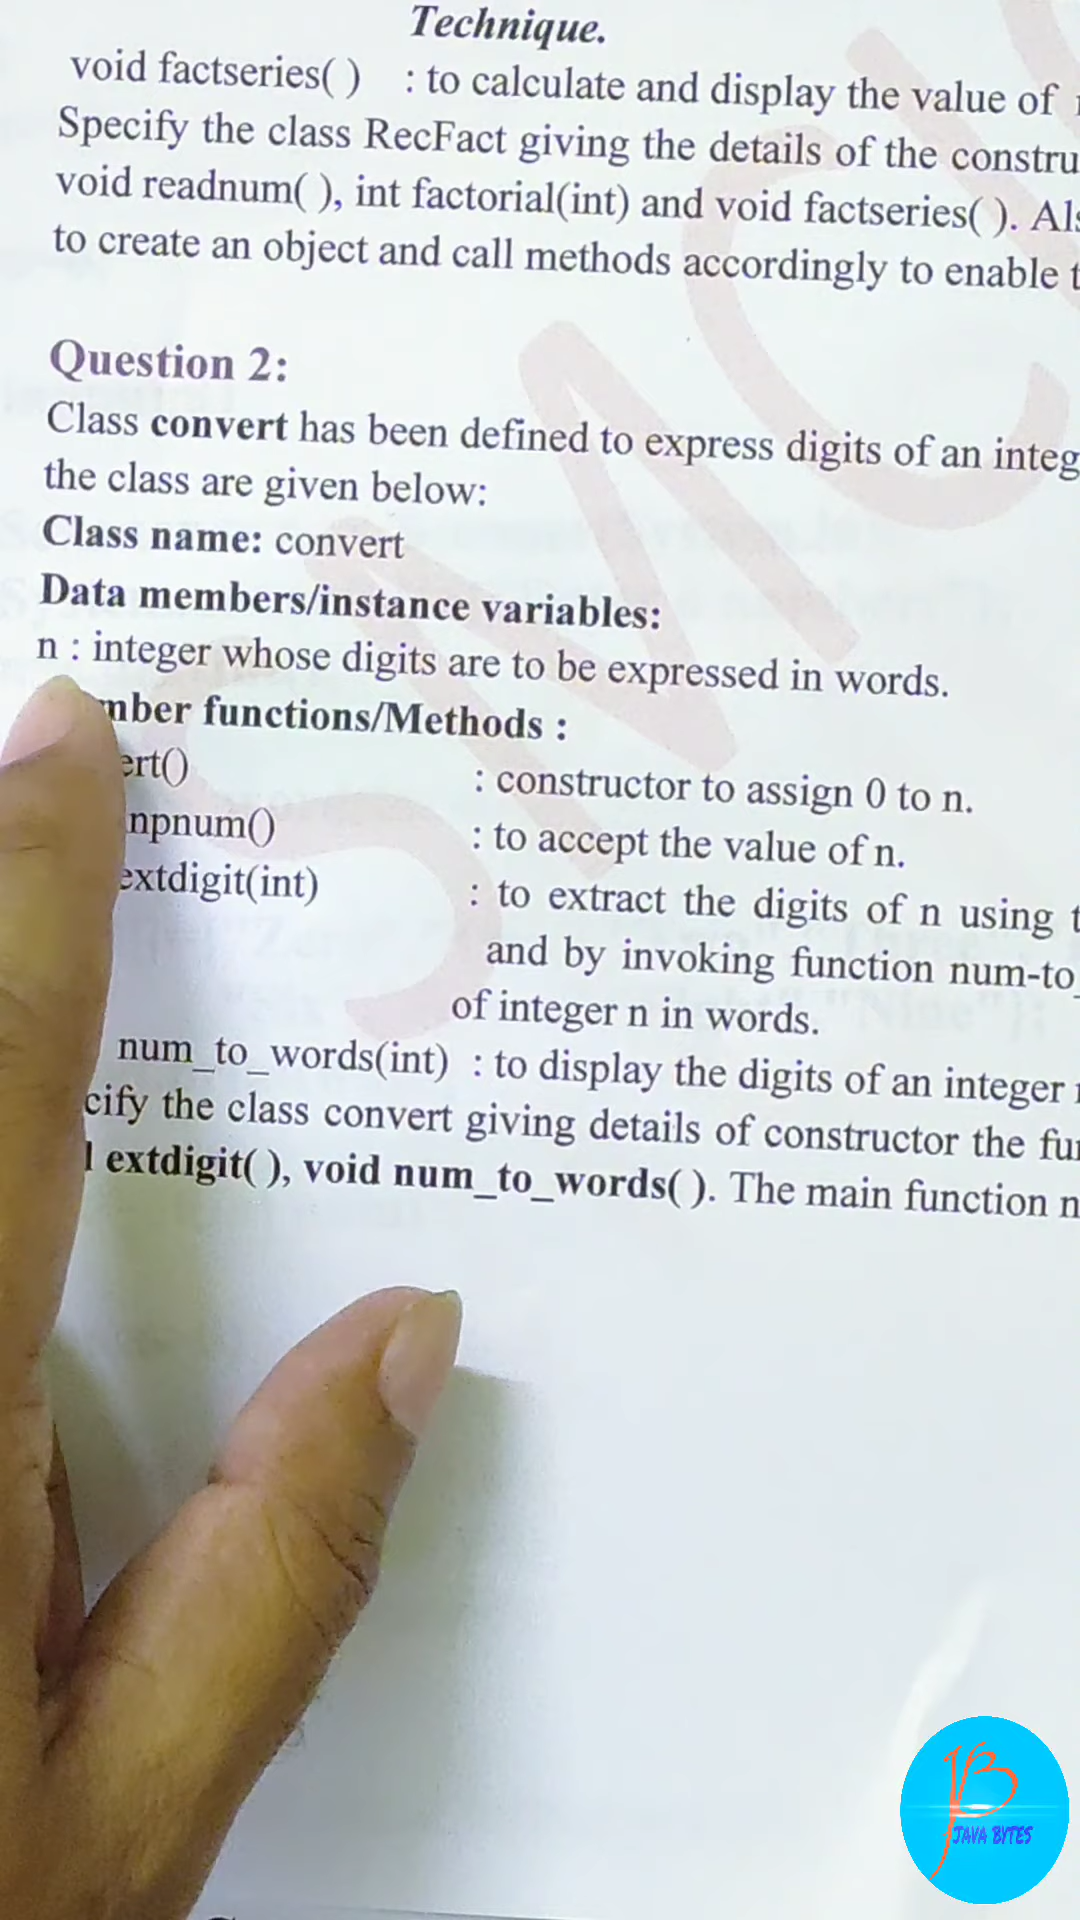 Technique.
void factseries( ) : to calculate and display the value of
Specify the class RecFact giving the details of the constru
void readnum( ), int factorial(int) and void factseries( ). Als
to create an object and call methods accordingly to enable t
Question 2:
Class convert has been defined to express digits of an integ
the class are given below:
Class name: convert
Data members/instance variables:
n : integer whose digits are to be expressed in words.
mber functions/Methods :
ert() : constructor to assign 0 to n.
npnum() : to accept the value of n.
extdigit(int) : to extract the digits of n using t
and by invoking function num-to_
of integer n in words.
num_to_words(int) : to display the digits of an integer
cify the class convert giving details of constructor the fun
extdigit( ), void num_to_words( ). The main function n
JB
JAVA BYTES